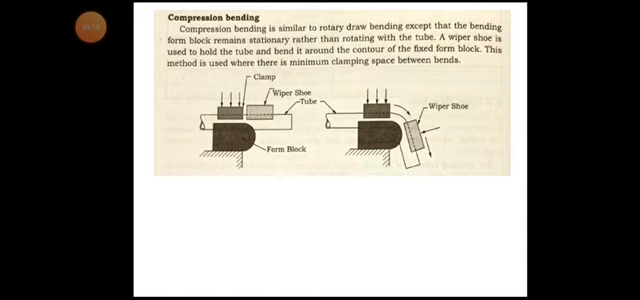 Compression bending
Compression bending is similar to rotary draw bending except that the bending
form block remains stationary rather than rotating with the tube. A wiper shoe is
used to hold the tube and bend it around the contour of the fixed form block. This
method is used where there is minimum clamping space between bends.
Clamp
Wiper Shoe
Tube
Wiper Shoe
Form Block